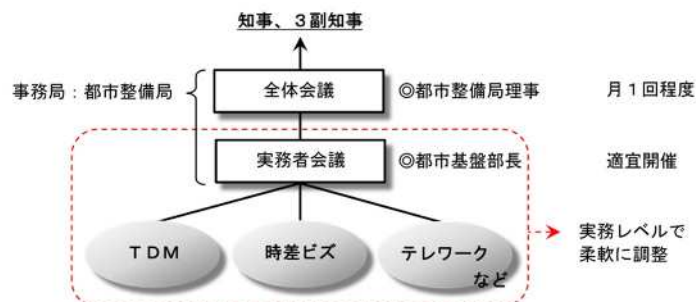 知事、3副知事
事務局:都市整備局
全体会議
◎都市整備局理事
月1回程度
実務者会議
◎都市基盤部長
適宜開催
TDM
時差ビズ
テレワーク
など
実務レベルで
柔軟に調整